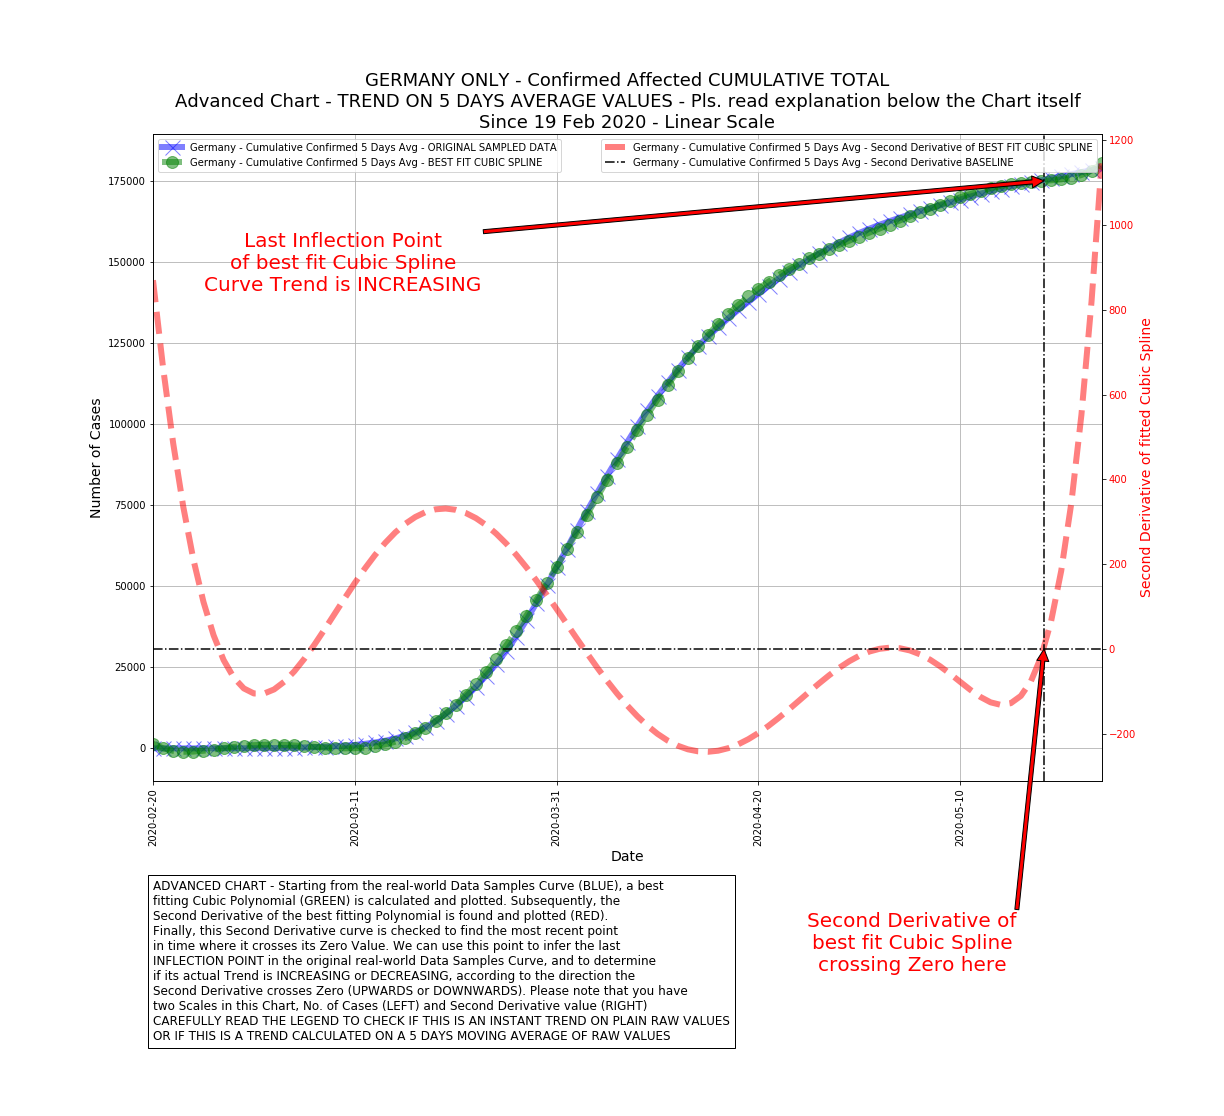 GERMANY ONLY - Confirmed Affected CUMULATIVE TOTAL
Advanced Chart - TREND ON 5 DAYS AVERAGE VALUES - Pls. read explanation below the Chart itself
Since 19 Feb 2020 - Linear Scale
Germany - Cumulative Confirmed 5 Days Avg - ORIGINAL SAMPLED DATA
Germany - Cumulative Confirmed 5 Days Avg - BEST FIT CUBIC SPLINE
Germany - Cumulative Confirmed 5 Days Avg - Second Derivative of BEST FIT CUBIC SPLINE
Germany - Cumulative Confirmed 5 Days Avg - Second Derivative BASELINE
Last Inflection Point
of best fit Cubic Spline
Curve Trend is INCREASING
Number of Cases
175000
150000
125000
100000
75000
50000
25000
0
1200
1000
800
600
400
200
0
−200
Second Derivative of fitted Cubic Spline
2020-02-20
2020-03-11
2020-03-31
2020-04-20
2020-05-10
Date
ADVANCED CHART - Starting from the real-world Data Samples Curve (BLUE), a best
fitting Cubic Polynomial (GREEN) is calculated and plotted. Subsequently, the
Second Derivative of the best fitting Polynomial is found and plotted (RED).
Finally, this Second Derivative curve is checked to find the most recent point
in time where it crosses its Zero Value. We can use this point to infer the last
INFLECTION POINT in the original real-world Data Samples Curve, and to determine
if its actual Trend is INCREASING or DECREASING, according to the direction the
Second Derivative crosses Zero (UPWARDS or DOWNWARDS). Please note that you have
two Scales in this Chart, No. of Cases (LEFT) and Second Derivative value (RIGHT)
CAREFULLY READ THE LEGEND TO CHECK IF THIS IS AN INSTANT TREND ON PLAIN RAW VALUES
OR IF THIS IS A TREND CALCULATED ON A 5 DAYS MOVING AVERAGE OF RAW VALUES
Second Derivative of
best fit Cubic Spline
crossing Zero here